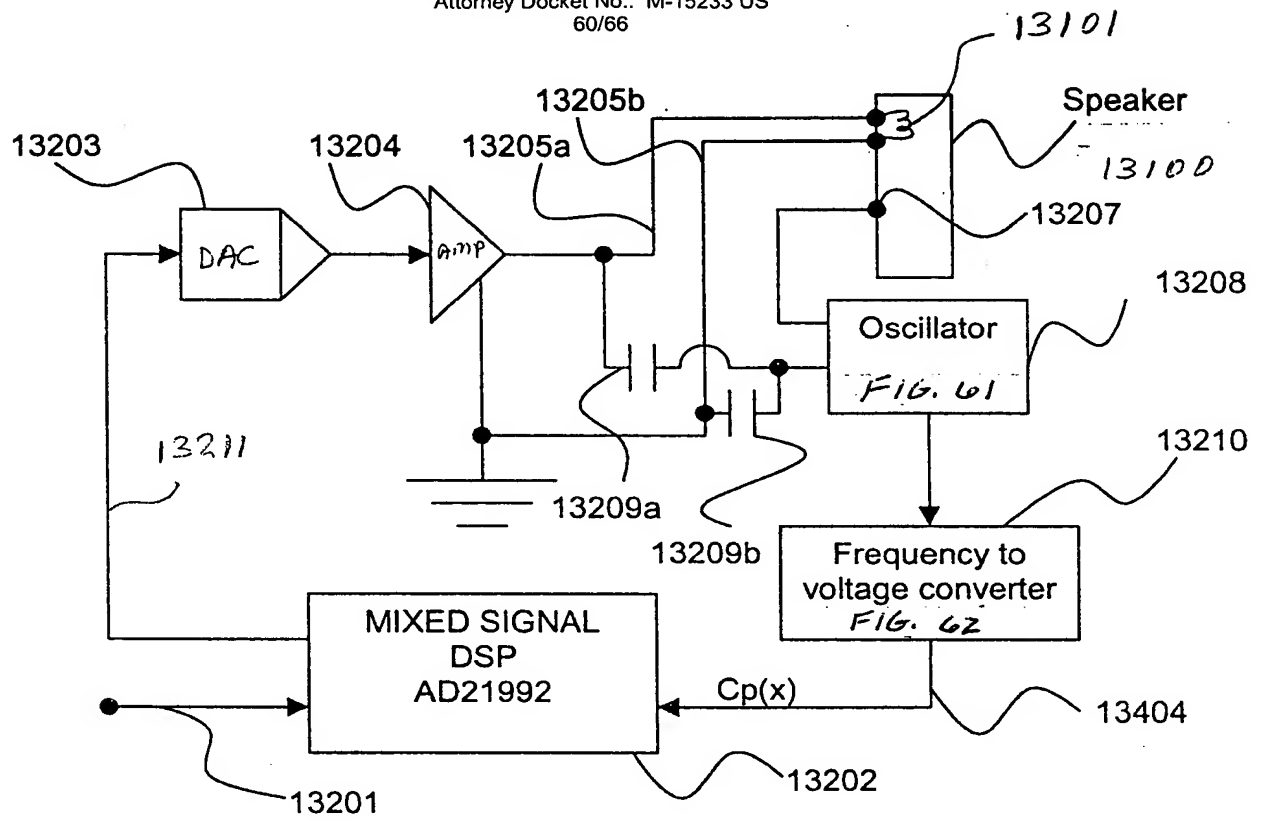 Attorney Docket No.: M-15233 US
60/66
13101
13205b
Speaker
13203
13204
13205a
13100
13207
DAC
AMP
13208
Oscillator
FIG. 61
13211
13210
13209a
13209b
Frequency to
voltage converter
FIG. 62
MIXED SIGNAL
DSP
AD21992
Cp(x)
13404
13201
13202